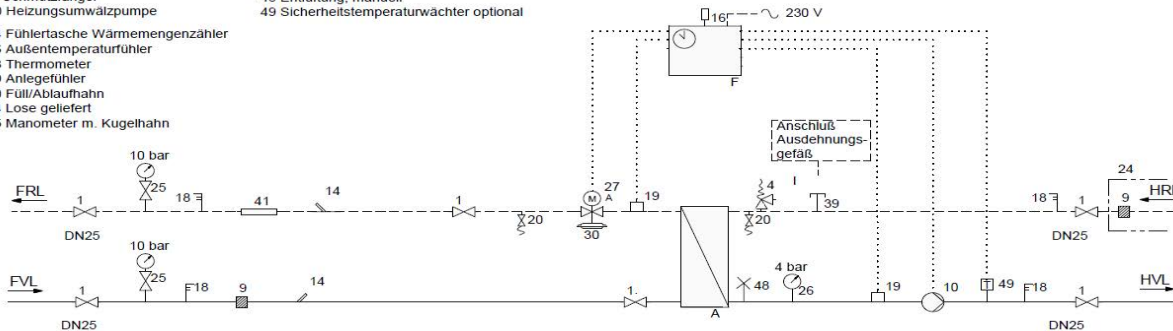 Heizungsumwälzpumpe
49 Sicherheitstemperaturwächter optional
Fühlertasche Wärmemengenzähler
Außentemperaturfühler
Thermometer
Anlegefühler
Füll/Ablaufhahn
Lose geliefert
Manometer m. Kugelhahn
16
230 V
F
Anschluß
Ausdehnungs-
gefäß
10 bar
25
FRL
1
DN25
18
41
14
1
20
27
M
A
30
19
4
20
I
39
18
24
1
9
HRL
DN25
10 bar
25
FVL
1
DN25
18
9
14
1.
A
48
4 bar
26
19
10
T
49
18
1
HVL
DN25